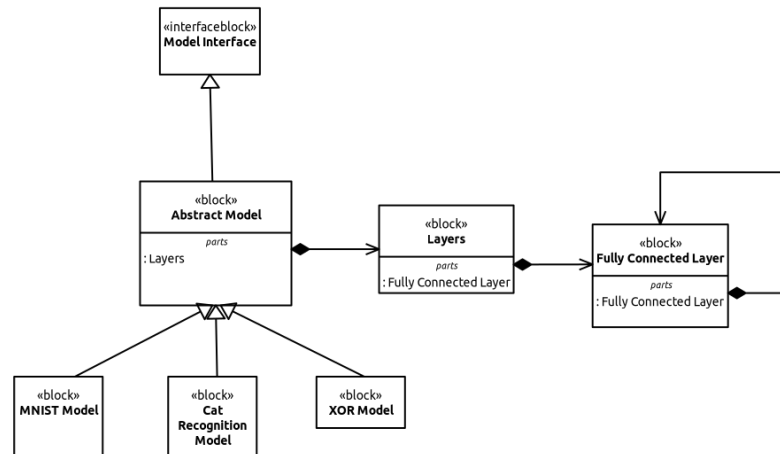 «interfaceblock»
Model Interface
«block»
Abstract Model
parts
: Layers
«block»
Layers
parts
: Fully Connected Layer
«block»
Fully Connected Layer
parts
: Fully Connected Layer
«block»
MNIST Model
«block»
Cat
Recognition
Model
«block»
XOR Model